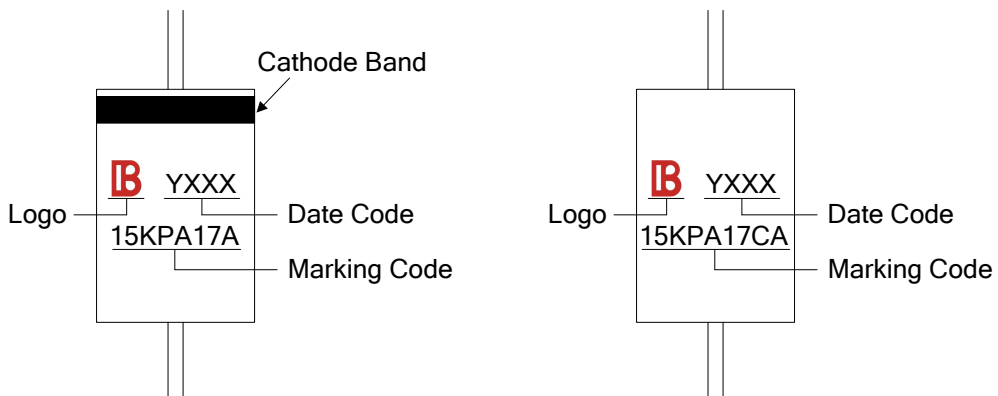 Cathode Band
B YXXX
Logo Date Code
15KPA17A
Marking Code
B YXXX
Logo Date Code
15KPA17CA
Marking Code